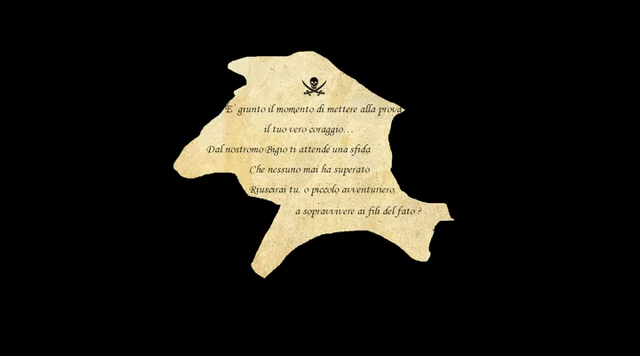 E' giunto il momento di mettere alla prova
il tuo vero coraggio...
Dal nostromo Bigio ti attende una sfida
Che nessuno mai ha superato
Riuscirai tu, o piccolo avventuriero,
a sopravvivere ai fili del fato ?